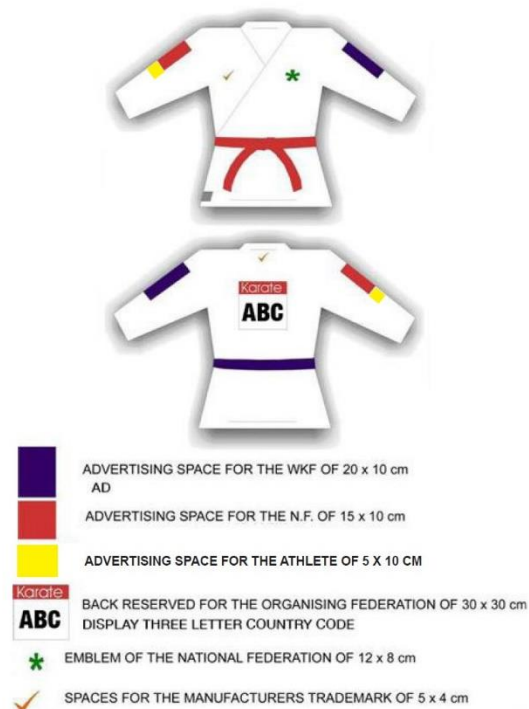 Karate
ABC
ADVERTISING SPACE FOR THE WKF OF 20 x 10 cm
AD
ADVERTISING SPACE FOR THE N.F. OF 15 x 10 cm
ADVERTISING SPACE FOR THE ATHLETE OF 5 X 10 CM
Karate
ABC
BACK RESERVED FOR THE ORGANISING FEDERATION OF 30 x 30 cm
DISPLAY THREE LETTER COUNTRY CODE
EMBLEM OF THE NATIONAL FEDERATION OF 12 x 8 cm
SPACES FOR THE MANUFACTURERS TRADEMARK OF 5 x 4 cm